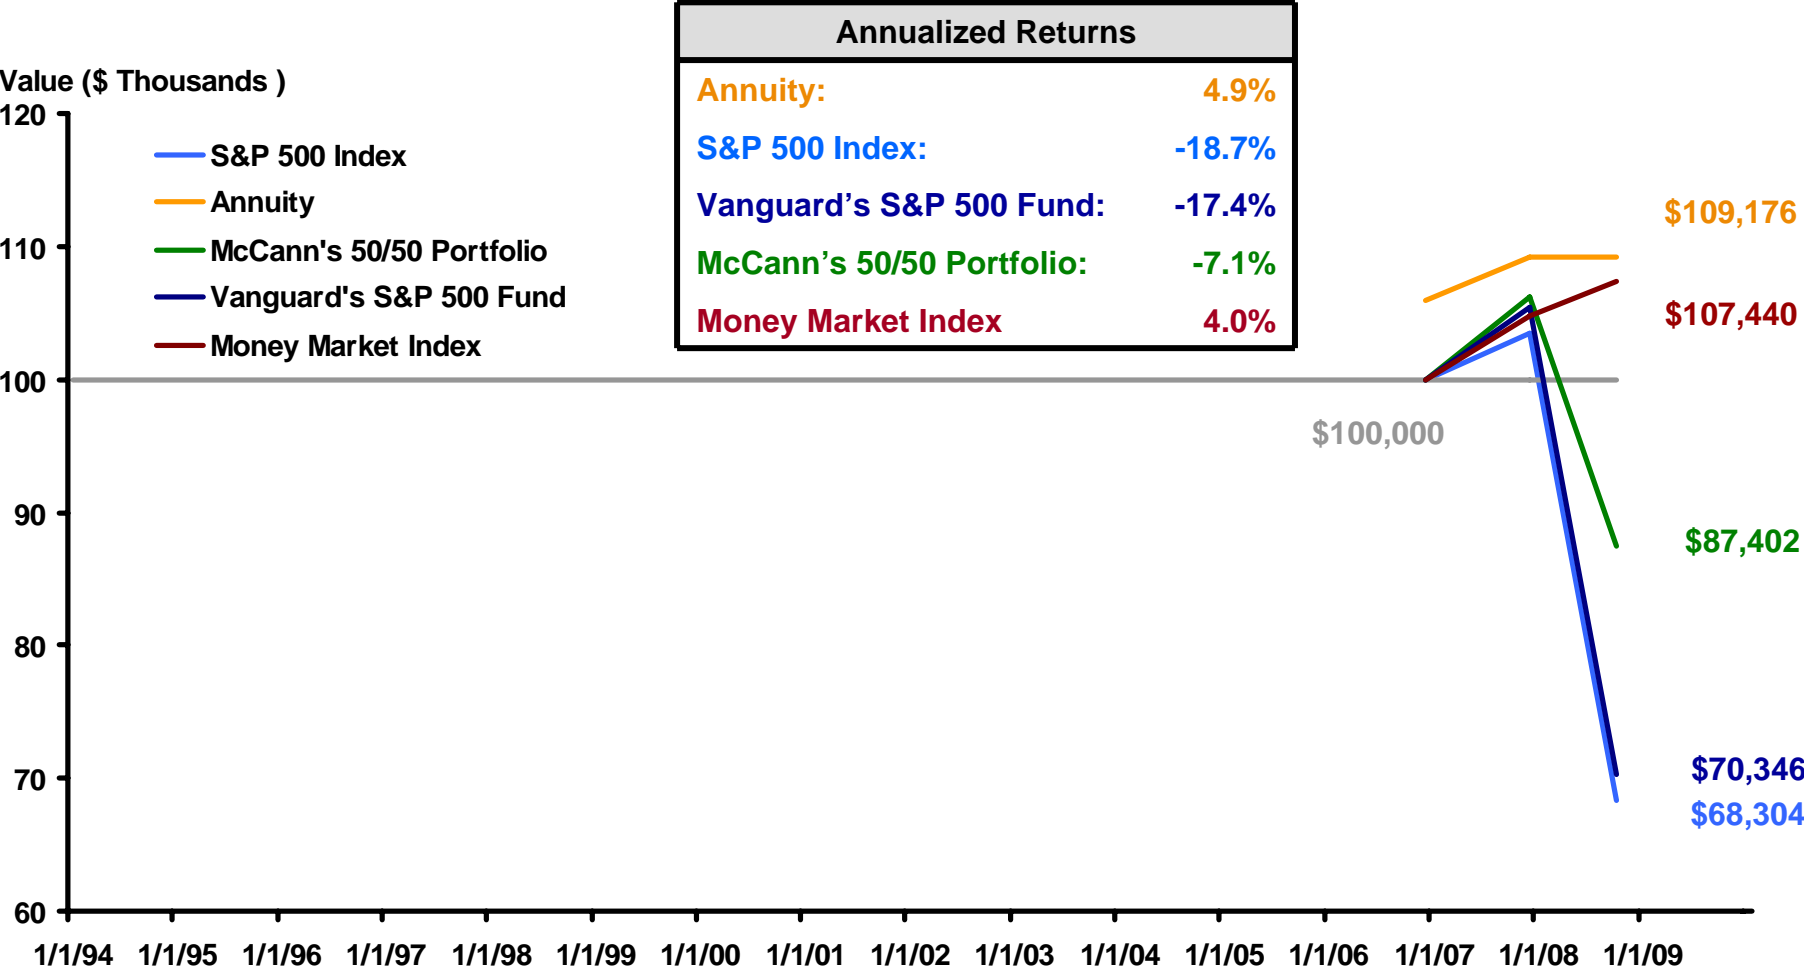 Annualized Returns
Annuity: 4.9%
S&P 500 Index: -18.7%
Vanguard’s S&P 500 Fund: -17.4%
McCann’s 50/50 Portfolio: -7.1%
Money Market Index 4.0%
Value ($ Thousands )
120
110
100
90
80
70
60
S&P 500 Index
Annuity
McCann's 50/50 Portfolio
Vanguard's S&P 500 Fund
Money Market Index
$109,176
$107,440
$100,000
$87,402
$70,346
$68,304
1/1/94 1/1/95 1/1/96 1/1/97 1/1/98 1/1/99 1/1/00 1/1/01 1/1/02 1/1/03 1/1/04 1/1/05 1/1/06 1/1/07 1/1/08 1/1/09